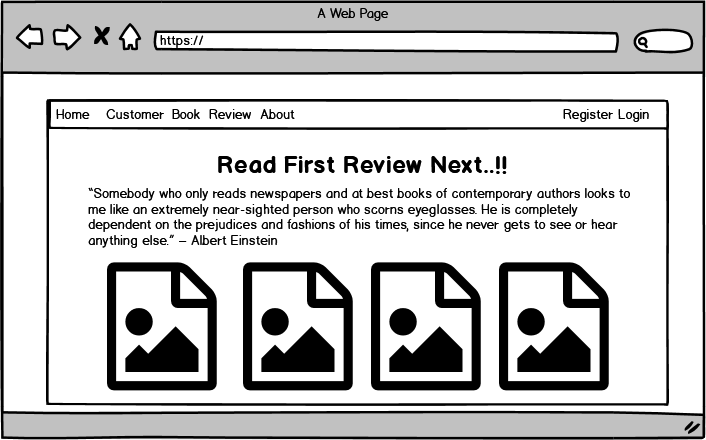 A Web Page
https://
Home Customer Book Review About Register Login
Read First Review Next..!!
"Somebody who only reads newspapers and at best books of contemporary authors looks to
me like an extremely near-sighted person who scorns eyeglasses. He is completely
dependent on the prejudices and fashions of his times, since he never gets to see or hear
anything else." – Albert Einstein